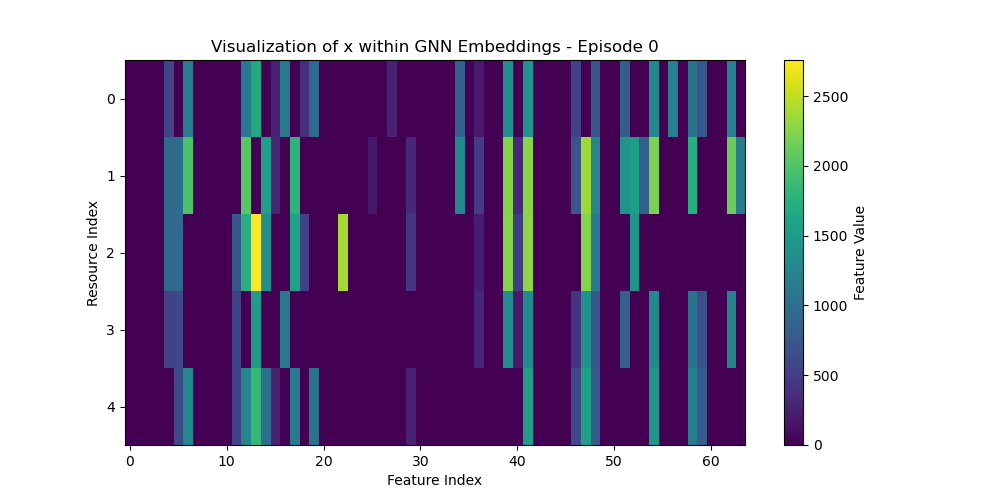 Visualization of x within GNN Embeddings - Episode 0
Resource Index
0
1
2
3
4
0 10 20 30 40 50 60
Feature Index
2500
2000
1500
1000
500
0
Feature Value